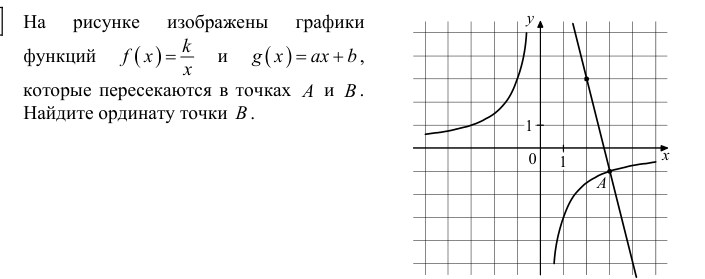 На рисунке изображены графики
функций f(x)=k/x и g(x)=ax+b,
которые пересекаются в точках A и B.
Найдите ординату точки B.
y
1
0 1 x
A